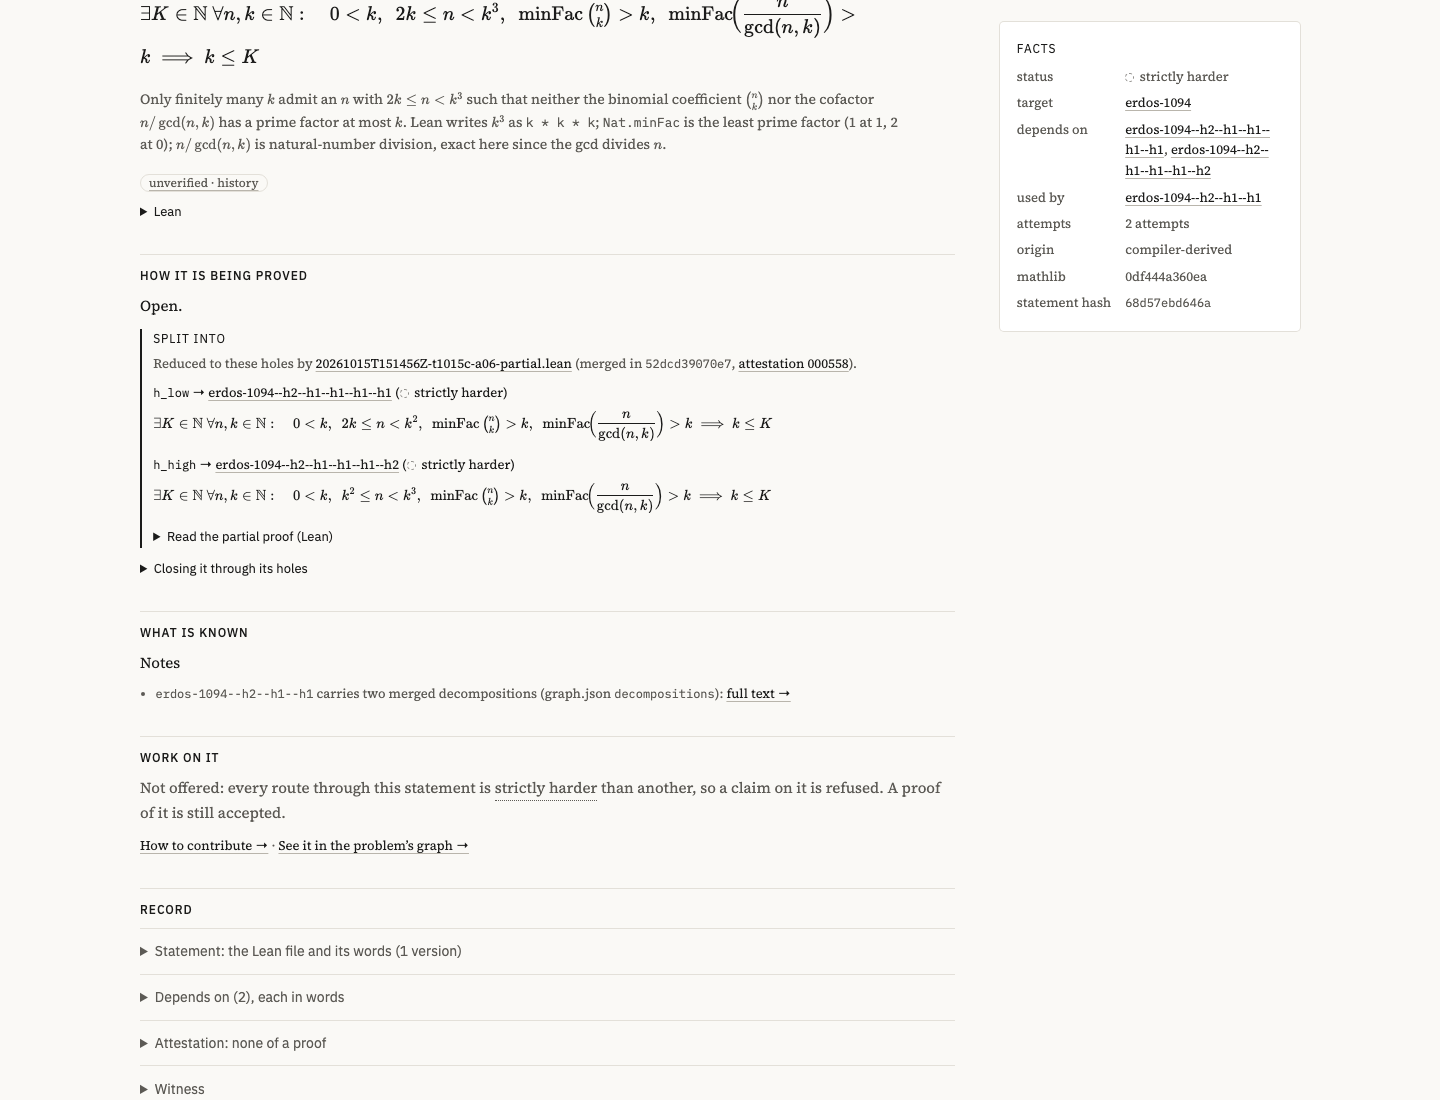 ∃K ∈ ℕ ∀n, k ∈ ℕ : 0 < k, 2k ≤ n < k³, minFac (n k) > k, minFac(n / gcd(n, k)) >
k ⟹ k ≤ K
Only finitely many k admit an n with 2k ≤ n < k³ such that neither the binomial coefficient (n k) nor the cofactor
n/ gcd(n, k) has a prime factor at most k. Lean writes k³ as k * k * k; Nat.minFac is the least prime factor (1 at 1, 2
at 0); n/ gcd(n, k) is natural-number division, exact here since the gcd divides n.
unverified · history
▶ Lean
HOW IT IS BEING PROVED
Open.
SPLIT INTO
Reduced to these holes by 20261015T151456Z-t1015c-a06-partial.lean (merged in 52dcd39070e7, attestation 000558).
h_low → erdos-1094--h2--h1--h1--h1--h1 (◌ strictly harder)
∃K ∈ ℕ ∀n, k ∈ ℕ : 0 < k, 2k ≤ n < k², minFac (n k) > k, minFac(n / gcd(n, k)) > k ⟹ k ≤ K
h_high → erdos-1094--h2--h1--h1--h1--h2 (◌ strictly harder)
∃K ∈ ℕ ∀n, k ∈ ℕ : 0 < k, k² ≤ n < k³, minFac (n k) > k, minFac(n / gcd(n, k)) > k ⟹ k ≤ K
▶ Read the partial proof (Lean)
▶ Closing it through its holes
WHAT IS KNOWN
Notes
• erdos-1094--h2--h1--h1 carries two merged decompositions (graph.json decompositions): full text →
WORK ON IT
Not offered: every route through this statement is strictly harder than another, so a claim on it is refused. A proof
of it is still accepted.
How to contribute → · See it in the problem's graph →
RECORD
▶ Statement: the Lean file and its words (1 version)
▶ Depends on (2), each in words
▶ Attestation: none of a proof
▶ Witness
FACTS
status ◌ strictly harder
target erdos-1094
depends on erdos-1094--h2--h1--h1--
h1--h1, erdos-1094--h2--
h1--h1--h1--h2
used by erdos-1094--h2--h1--h1
attempts 2 attempts
origin compiler-derived
mathlib 0df444a360ea
statement hash 68d57ebd646a